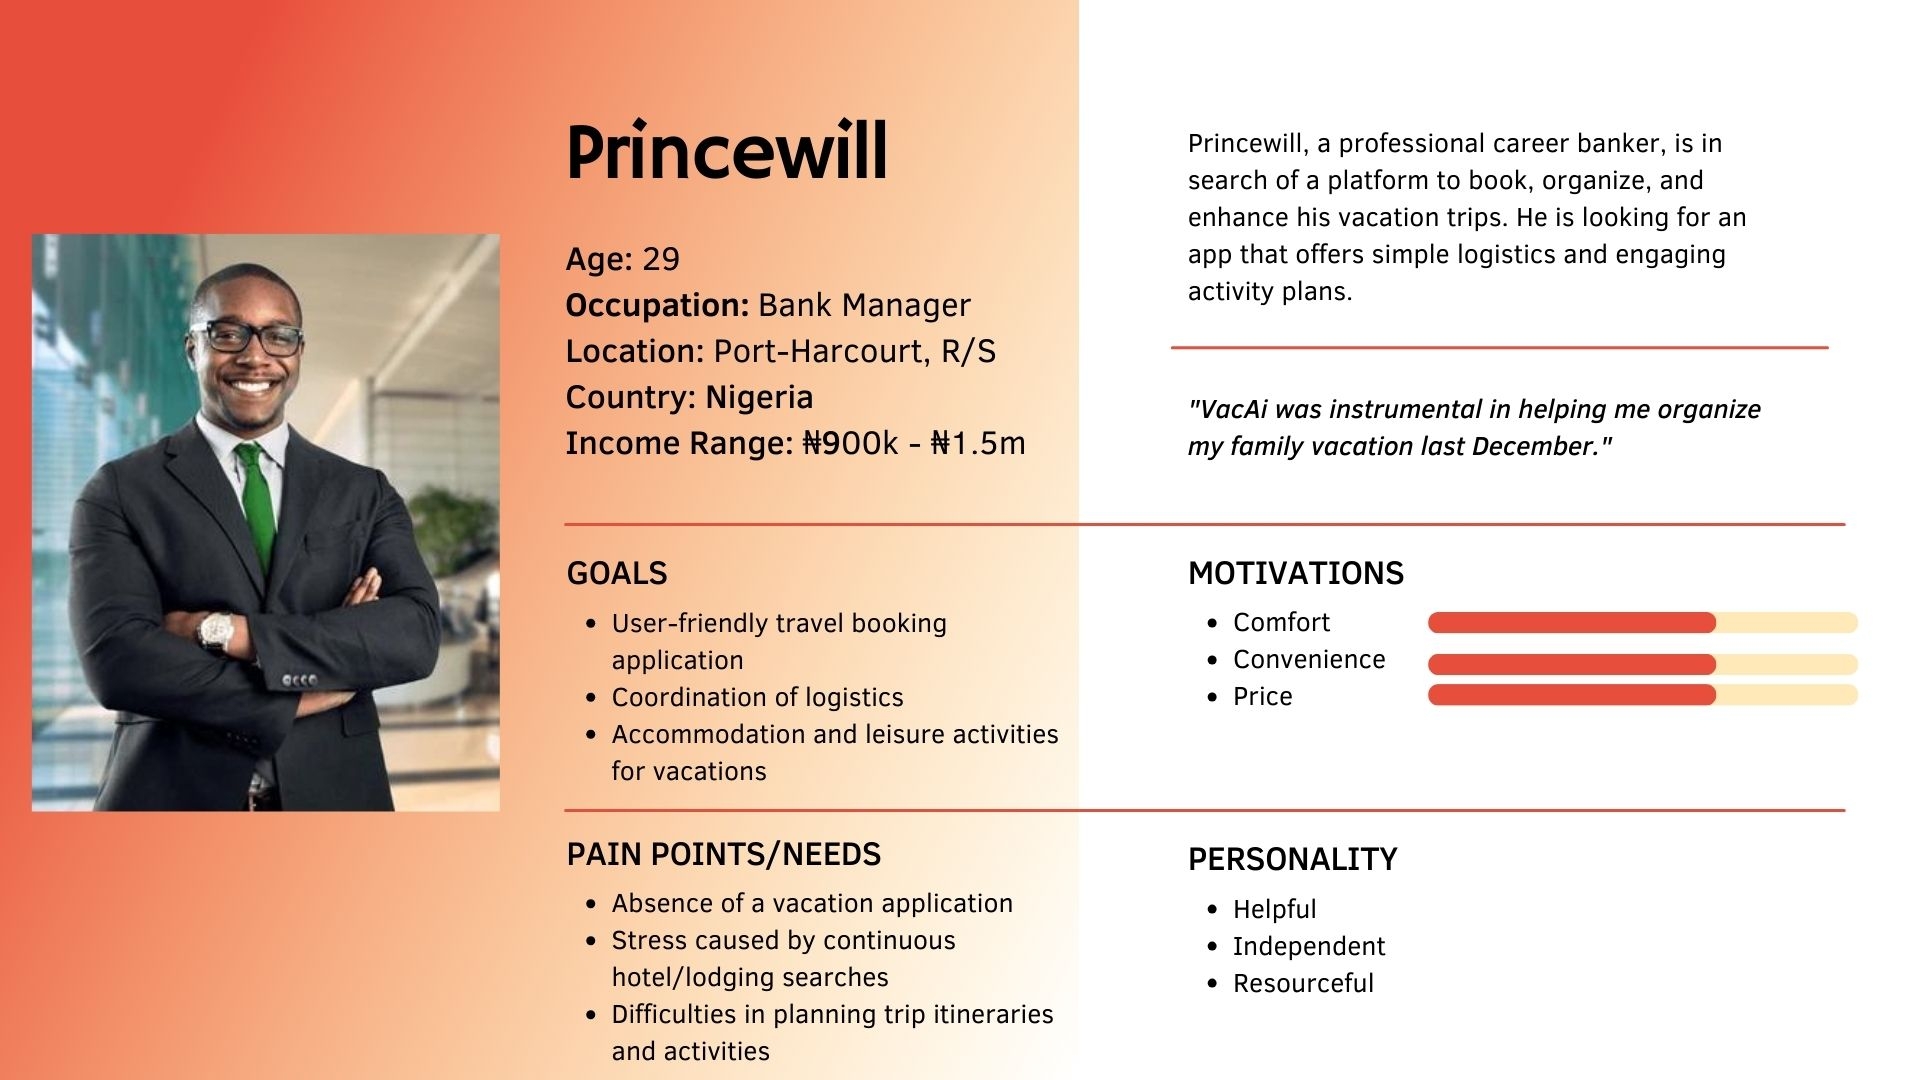 Princewill
Age: 29
Occupation: Bank Manager
Location: Port-Harcourt, R/S
Country: Nigeria
Income Range: ₦900k - ₦1.5m
Princewill, a professional career banker, is in
search of a platform to book, organize, and
enhance his vacation trips. He is looking for an
app that offers simple logistics and engaging
activity plans.
"VacAi was instrumental in helping me organize
my family vacation last December."
GOALS
• User-friendly travel booking
application
• Coordination of logistics
• Accommodation and leisure activities
for vacations
MOTIVATIONS
• Comfort
• Convenience
• Price
PAIN POINTS/NEEDS
• Absence of a vacation application
• Stress caused by continuous
hotel/lodging searches
• Difficulties in planning trip itineraries
and activities
PERSONALITY
• Helpful
• Independent
• Resourceful